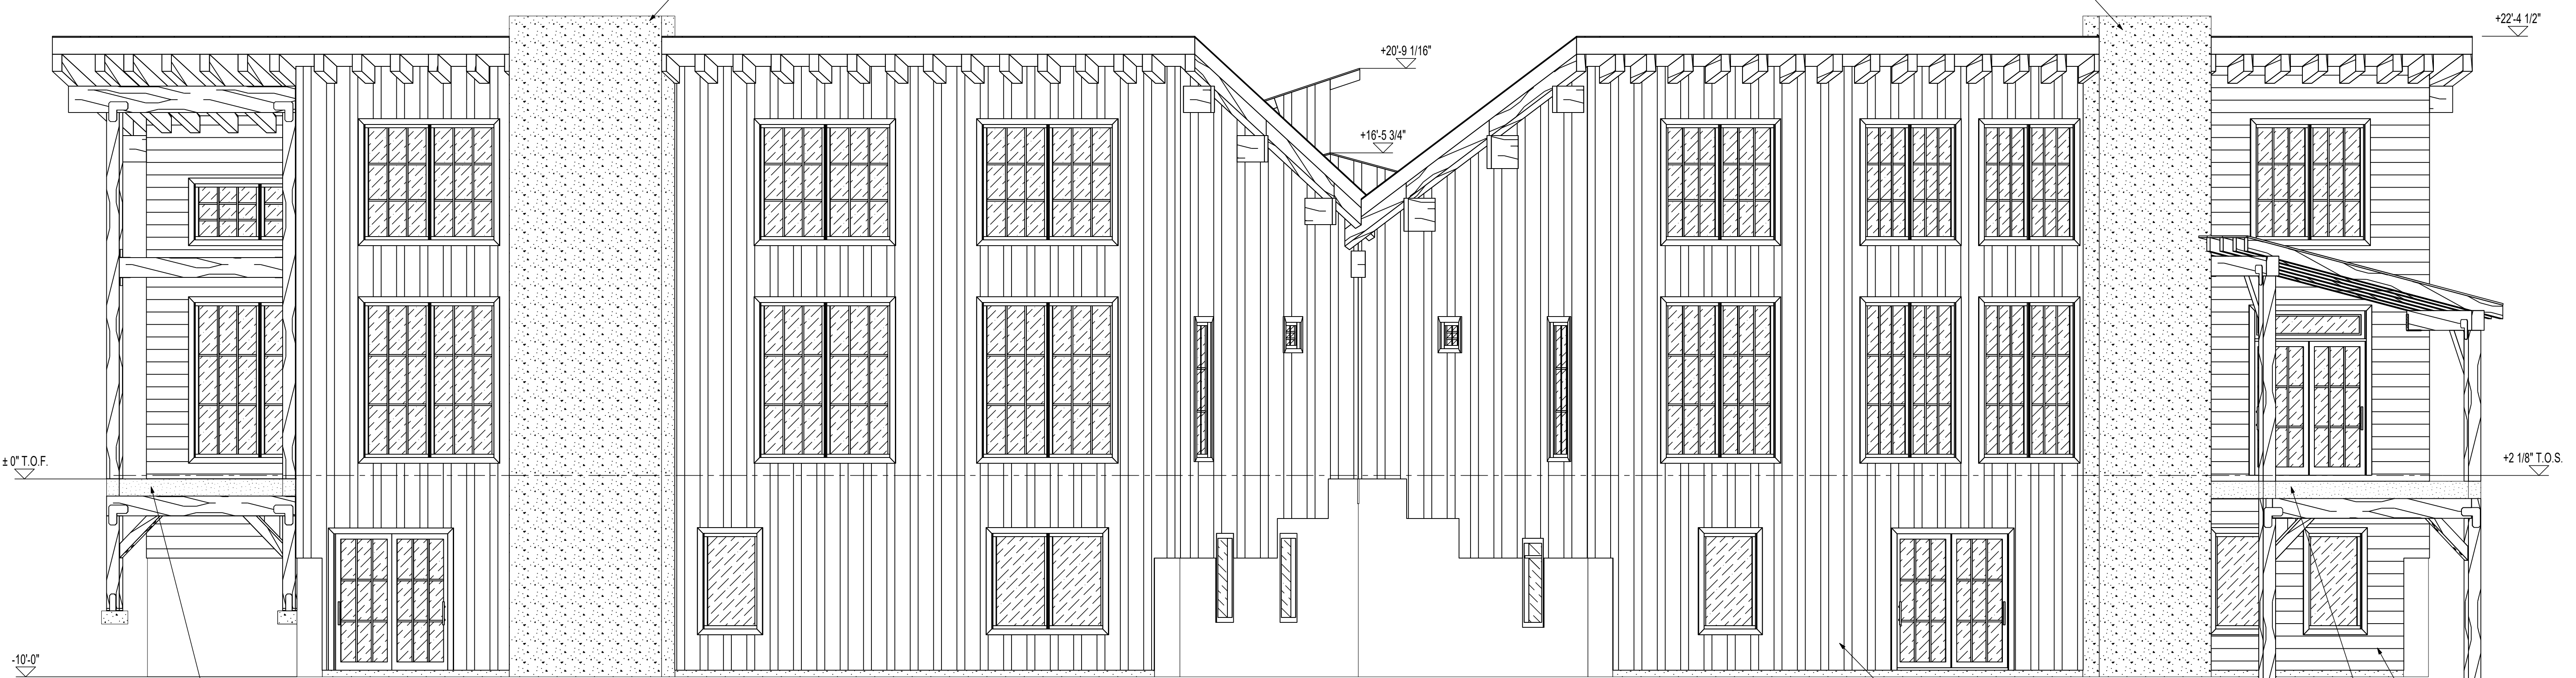 +22'-4 1/2"
+20'-9 1/16"
+16'-5 3/4"
± 0" T.O.F.
+2 1/8" T.O.S.
-10'-0"